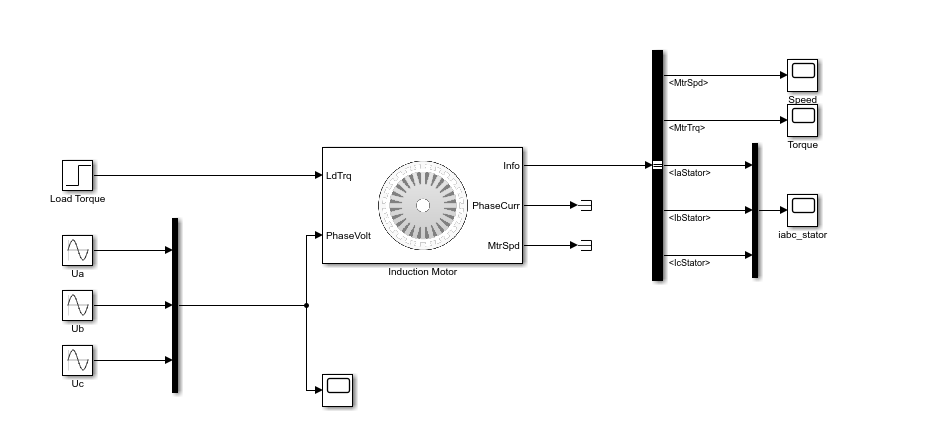 <MtrSpd>
Speed
<MtrTrq>
Torque
Load Torque
LdTrq
Info
<IaStator>
PhaseCurr
<IbStator>
iabc_stator
PhaseVolt
MtrSpd
<IcStator>
Induction Motor
Ua
Ub
Uc